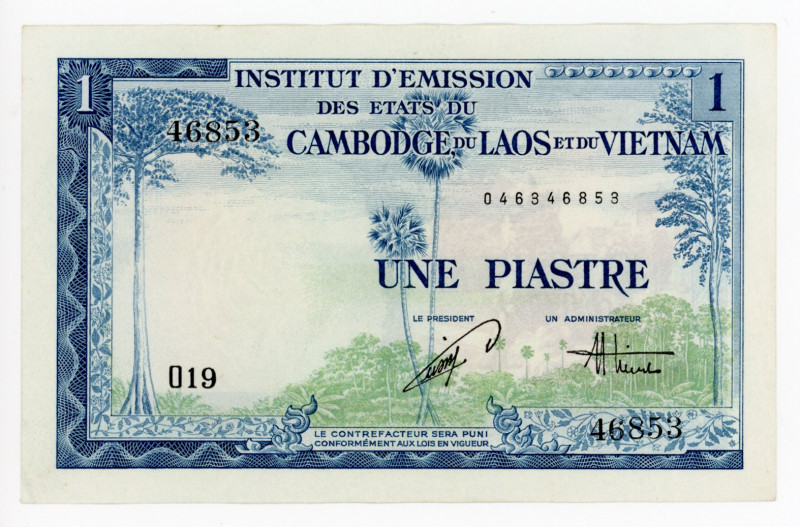 1
INSTITUT D'EMISSION
1
DES ETATS DU
46853
CAMBODGE, DU LAOS ET DU VIETNAM
046346853
UNE PIASTRE
LE PRESIDENT
UN ADMINISTRATEUR
019
46853
LE CONTREFACTEUR SERA PUNI
CONFORMÉMENT AUX LOIS EN VIGUEUR